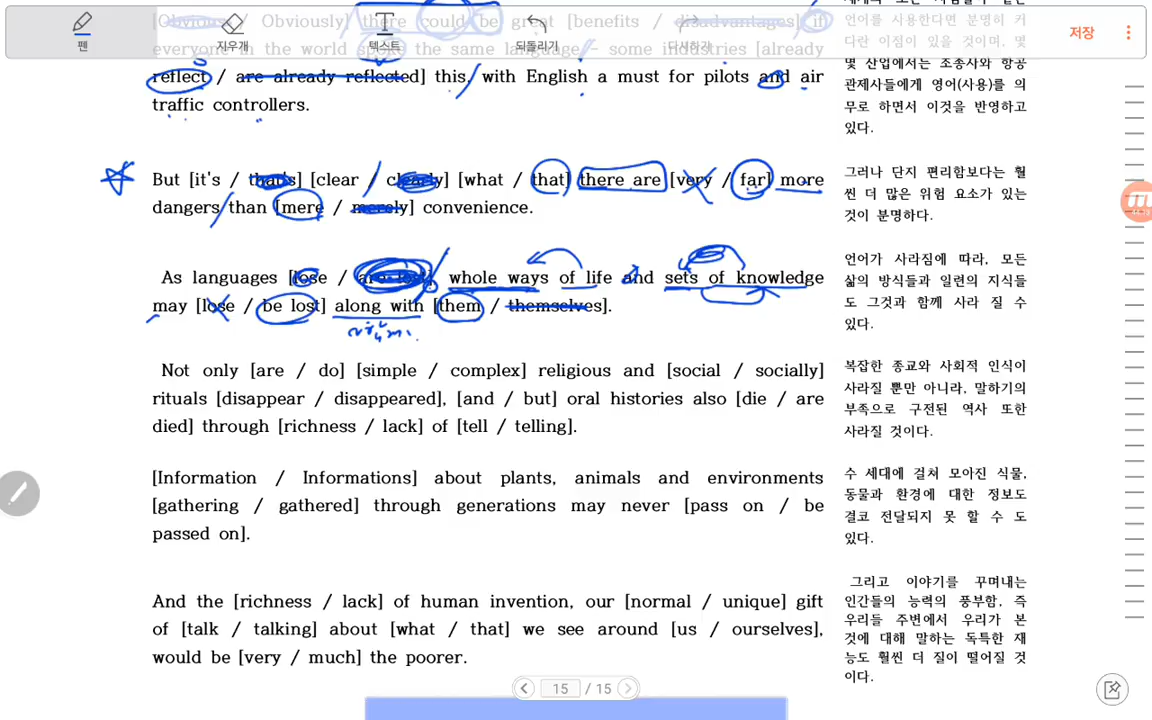 [Obvious / Obviously] there could be great [benefits / disadvantages] if
everyone in the world spoke the same language – some industries [already
reflect / are already reflected] this, with English a must for pilots and air
traffic controllers.
But [it's / that's] [clear / clearly] [what / that] there are [very / far] more
dangers than [mere / merely] convenience.
As languages [lose / are lost], whole ways of life and sets of knowledge
may [lose / be lost] along with [them / themselves].
Not only [are / do] [simple / complex] religious and [social / socially]
rituals [disappear / disappeared], [and / but] oral histories also [die / are
died] through [richness / lack] of [tell / telling].
[Information / Informations] about plants, animals and environments
[gathering / gathered] through generations may never [pass on / be
passed on].
And the [richness / lack] of human invention, our [normal / unique] gift
of [talk / talking] about [what / that] we see around [us / ourselves],
would be [very / much] the poorer.
언어를 사용한다면 분명히 커
다란 이점이 있을 것이며, 몇
몇 산업에서는 조종사와 항공
관제사들에게 영어(사용)를 의
무로 하면서 이것을 반영하고
있다.
그러나 단지 편리함보다는 훨
씬 더 많은 위험 요소가 있는
것이 분명하다.
언어가 사라짐에 따라, 모든
삶의 방식들과 일련의 지식들
도 그것과 함께 사라 질 수
있다.
복잡한 종교와 사회적 인식이
사라질 뿐만 아니라, 말하기의
부족으로 구전된 역사 또한
사라질 것이다.
수 세대에 걸쳐 모아진 식물,
동물과 환경에 대한 정보도
결코 전달되지 못 할 수 도
있다.
그리고 이야기를 꾸며내는
인간들의 능력의 풍부함, 즉
우리들 주변에서 우리가 본
것에 대해 말하는 독특한 재
능도 훨씬 더 질이 떨어질 것
이다.
펜
지우개
텍스트
되돌리기
다시하기
저장
15 / 15